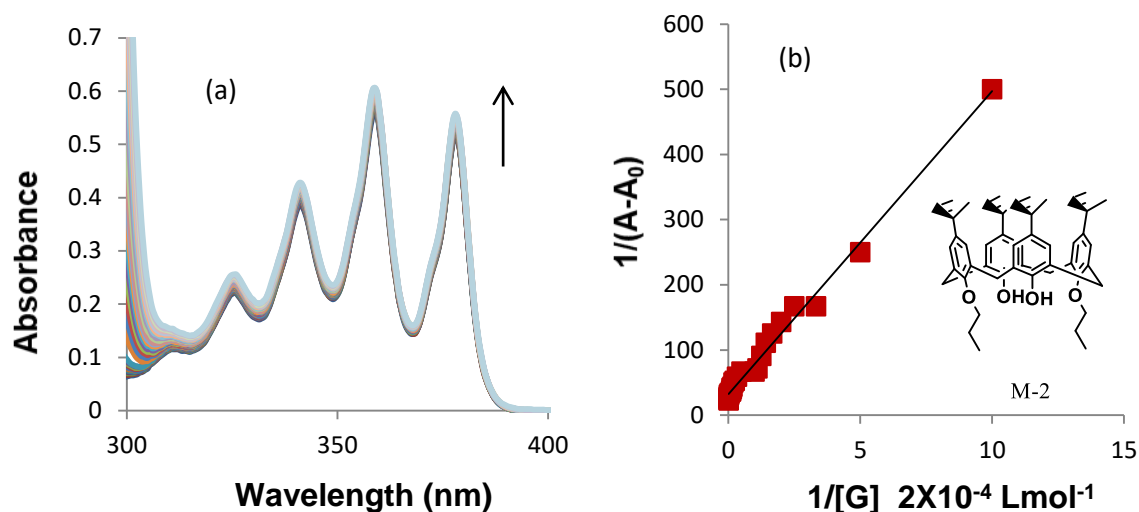 (a)
Absorbance
0.7
0.6
0.5
0.4
0.3
0.2
0.1
0
300
350
400
Wavelength (nm)
(b)
1/(A-A₀)
600
500
400
300
200
100
0
0
5
10
15
1/[G] 2X10⁻⁴ Lmol⁻¹
OH
OH
O
O
M-2